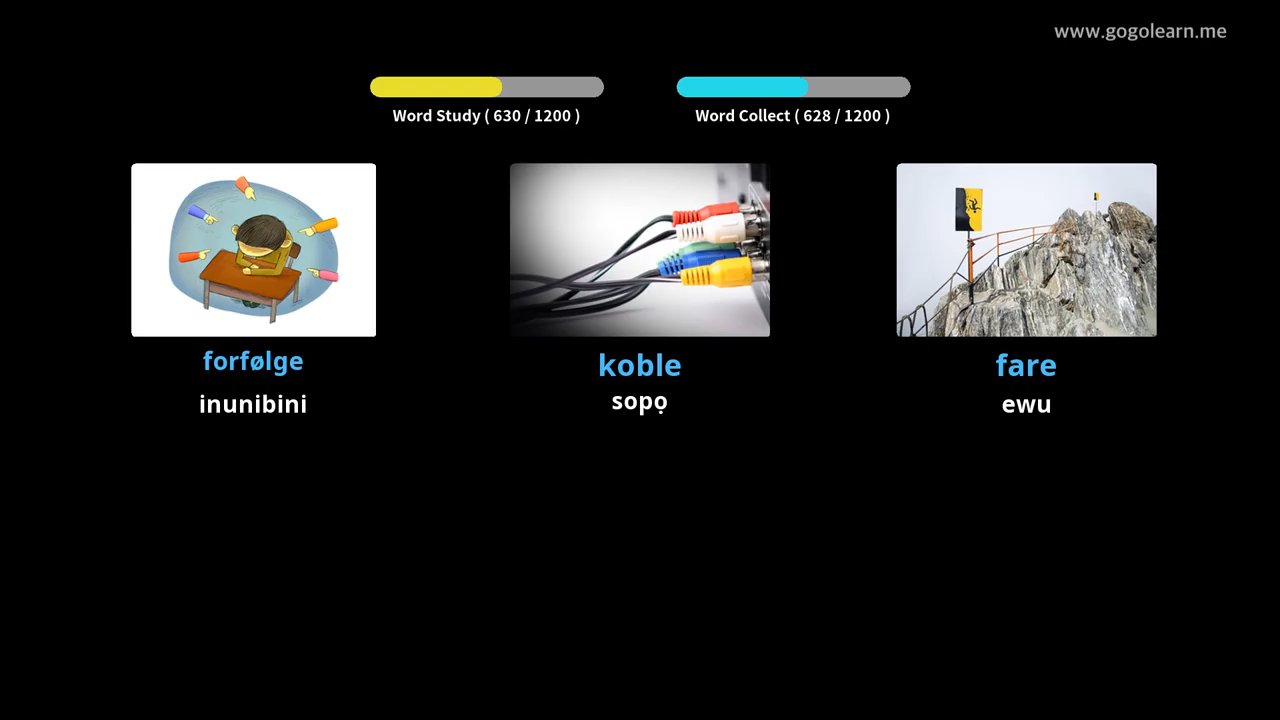 www.gogolearn.me
Word Study ( 630 / 1200 )
Word Collect ( 628 / 1200 )
forfølge
koble
fare
inunibini
sopọ
ewu